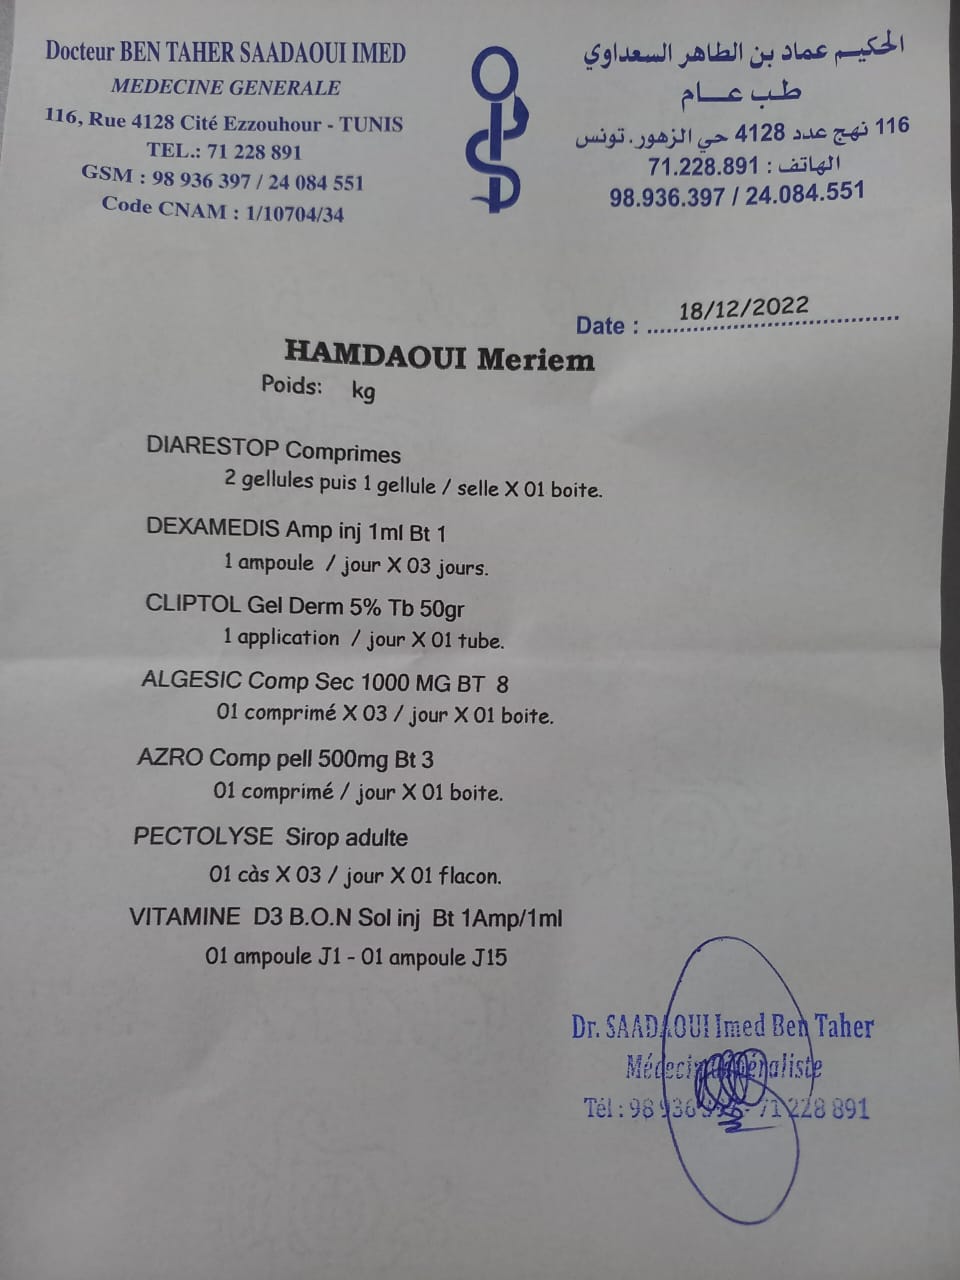 Docteur BEN TAHER SAADAOUI IMED
MEDECINE GENERALE
116, Rue 4128 Cité Ezzouhour - TUNIS
TEL.: 71 228 891
GSM : 98 936 397 / 24 084 551
Code CNAM : 1/10704/34
الحكيم عماد بن الطاهر السعداوي
طب عام
116 نهج عدد 4128 حي الزهور. تونس
الهاتف : 71.228.891
98.936.397 / 24.084.551
Date : 18/12/2022
HAMDAOUI Meriem
Poids: kg
DIARESTOP Comprimes
2 gellules puis 1 gellule / selle X 01 boite.
DEXAMEDIS Amp inj 1ml Bt 1
1 ampoule / jour X 03 jours.
CLIPTOL Gel Derm 5% Tb 50gr
1 application / jour X 01 tube.
ALGESIC Comp Sec 1000 MG BT 8
01 comprimé X 03 / jour X 01 boite.
AZRO Comp pell 500mg Bt 3
01 comprimé / jour X 01 boite.
PECTOLYSE Sirop adulte
01 càs X 03 / jour X 01 flacon.
VITAMINE D3 B.O.N Sol inj Bt 1Amp/1ml
01 ampoule J1 - 01 ampoule J15
Dr. SAADAOUI Imed Ben Taher
Médecin Généraliste
Tél : 98 936 - 71 228 891